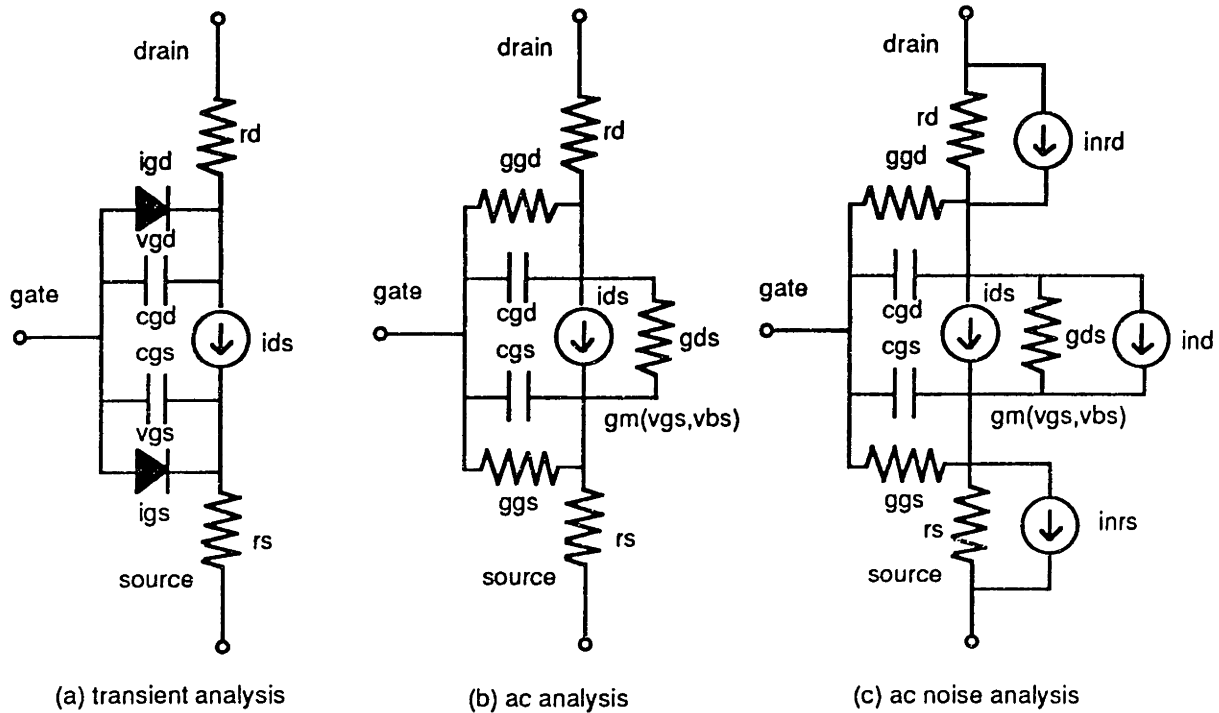 drain
rd
igd
vgd
gate
cgd
ids
cgs
vgs
igs
rs
source
(a) transient analysis
drain
rd
ggd
gate
cgd
ids
cgs
gds
gm(vgs,vbs)
ggs
rs
source
(b) ac analysis
drain
rd
inrd
ggd
gate
cgd
ids
cgs
gds
ind
gm(vgs,vbs)
ggs
rs
inrs
source
(c) ac noise analysis